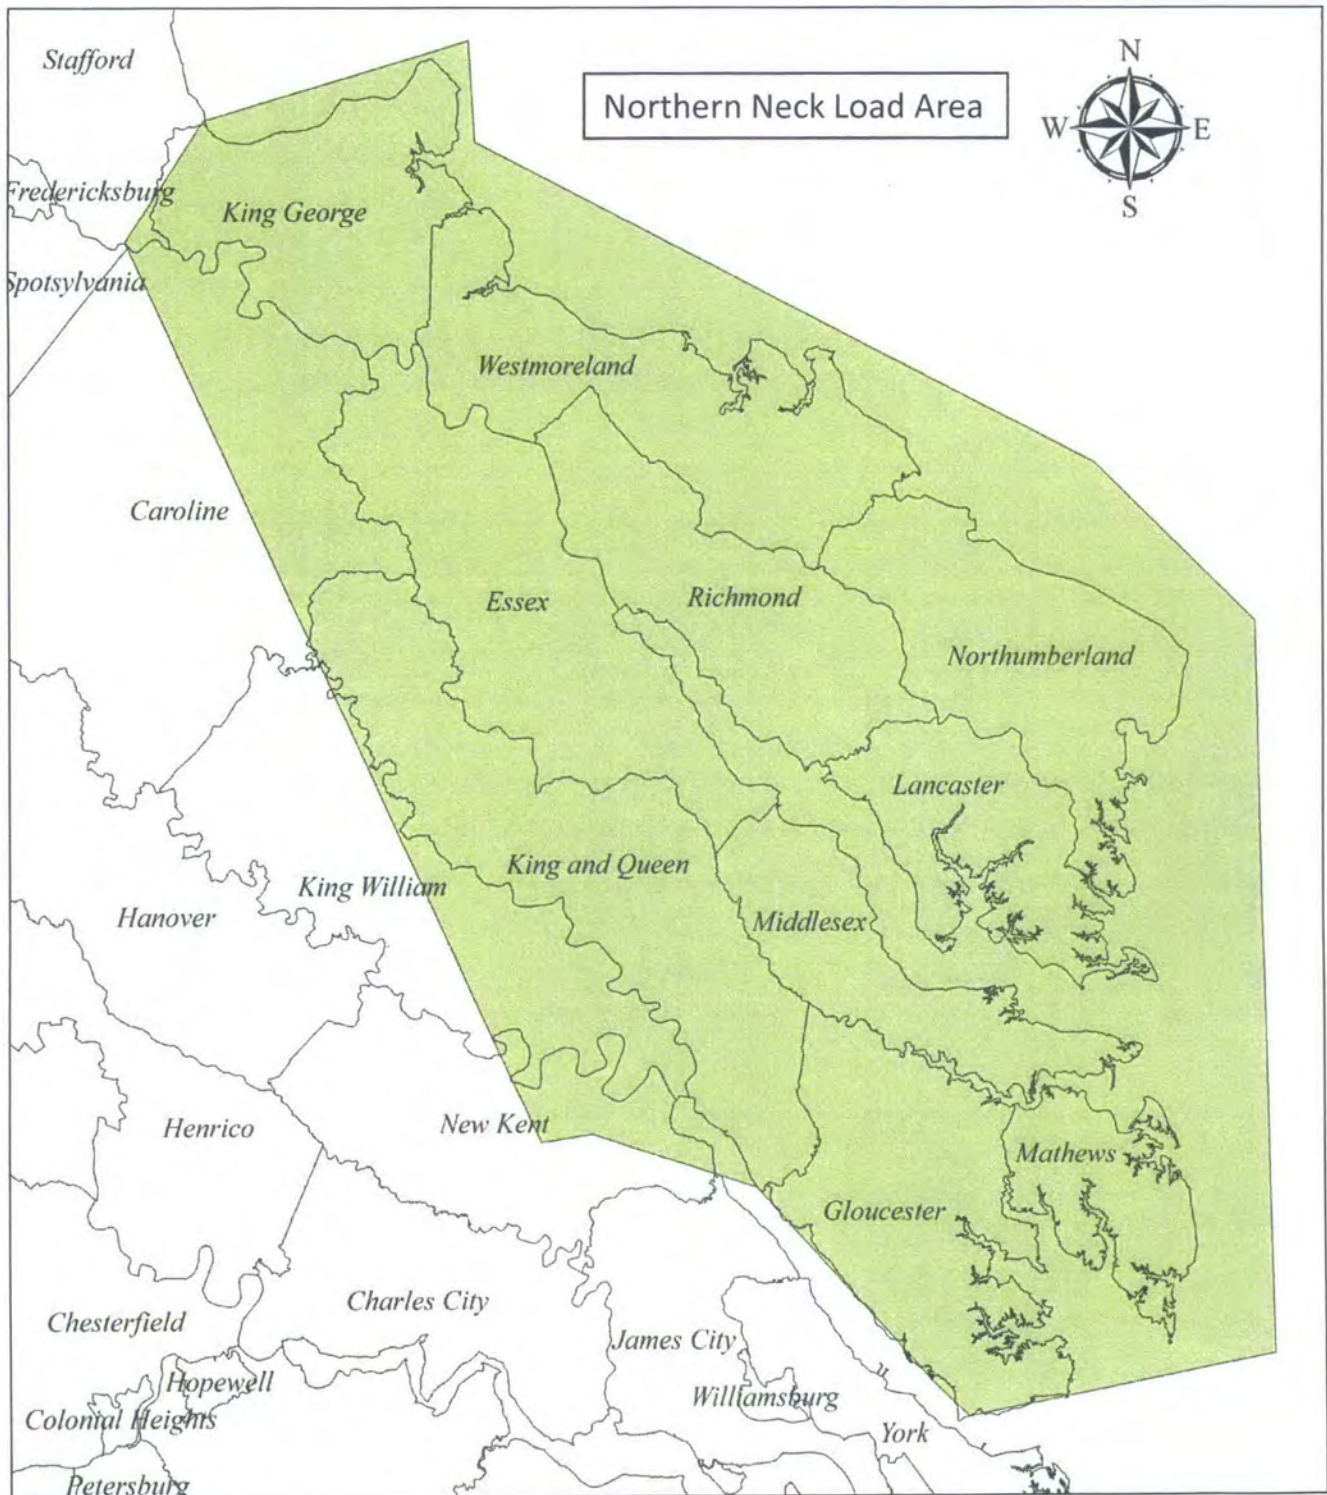 Stafford
N
Northern Neck Load Area
W
E
S
Fredericksburg
King George
Spotsylvania
Westmoreland
Caroline
Essex
Richmond
Northumberland
Lancaster
King and Queen
King William
Hanover
Middlesex
Henrico
New Kent
Mathews
Gloucester
Charles City
Chesterfield
James City
Hopewell
Williamsburg
Colonial Heights
York
Petersburg